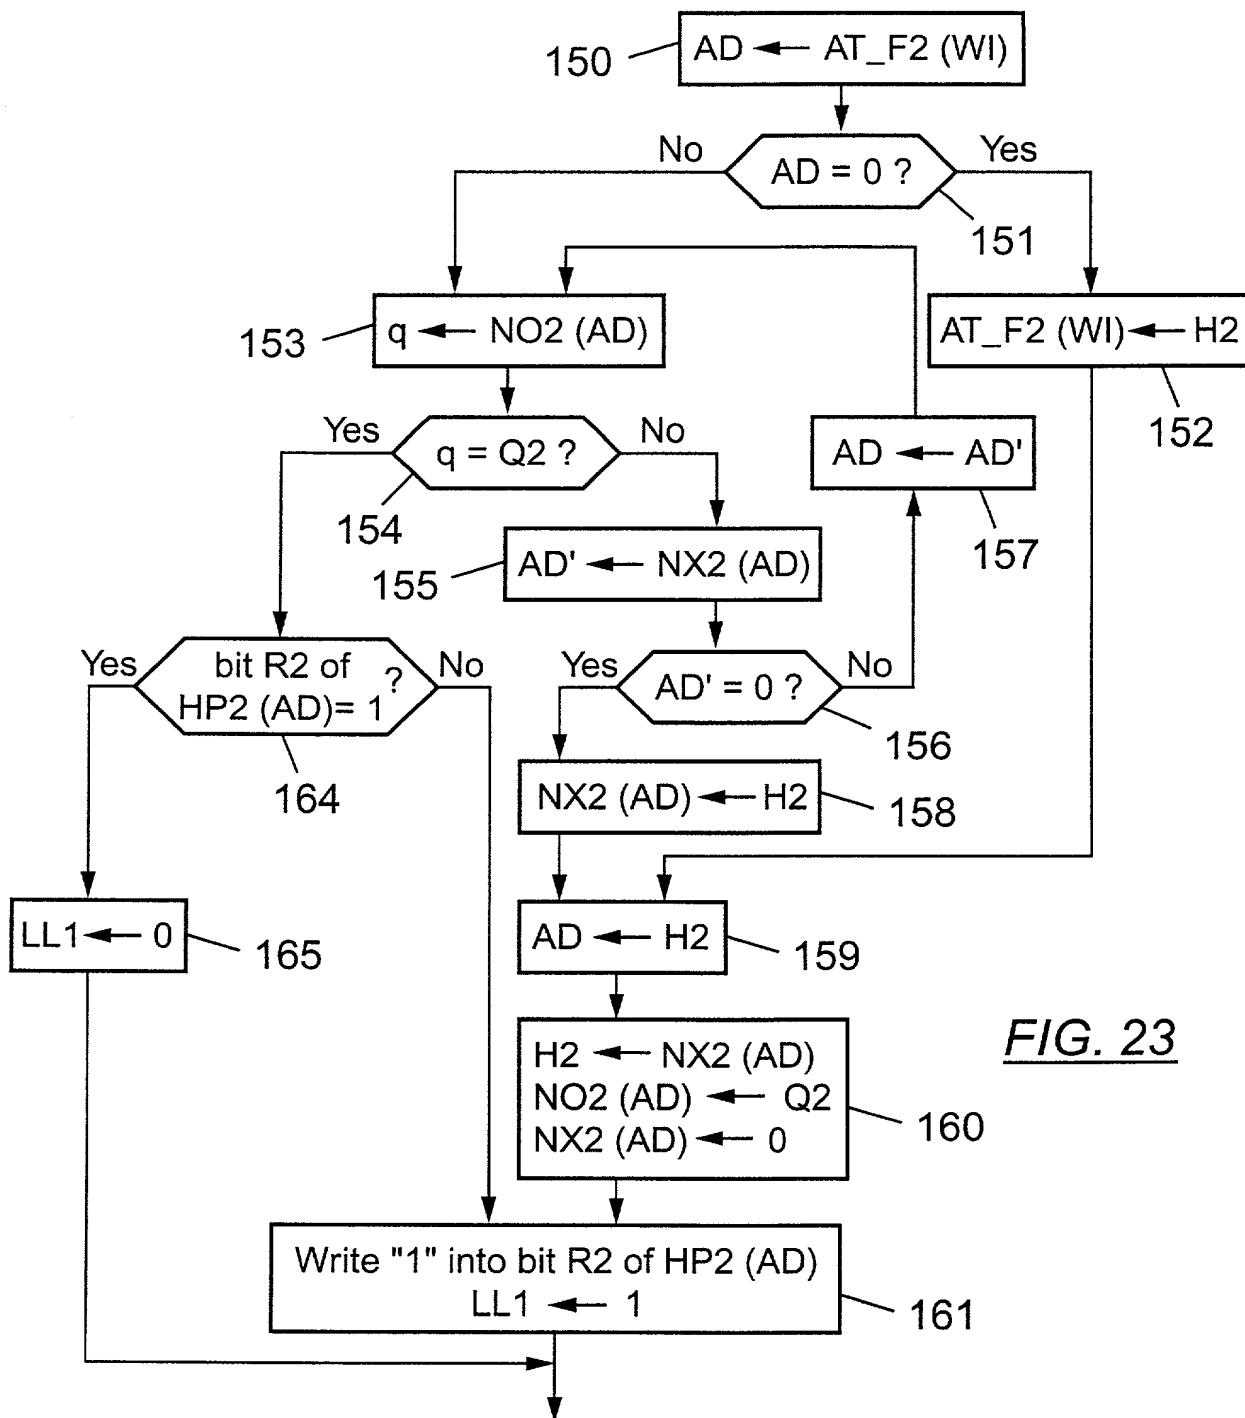 150
AD ← AT_F2 (WI)
No
AD = 0 ?
Yes
151
153
q ← NO2 (AD)
AT_F2 (WI) ← H2
152
Yes
q = Q2 ?
No
154
AD ← AD'
157
155
AD' ← NX2 (AD)
Yes
bit R2 of
HP2 (AD)= 1
?
No
164
Yes
AD' = 0 ?
No
156
NX2 (AD) ← H2
158
LL1 ← 0
165
AD ← H2
159
H2 ← NX2 (AD)
NO2 (AD) ← Q2
NX2 (AD) ← 0
160
FIG. 23
Write "1" into bit R2 of HP2 (AD)
LL1 ← 1
161